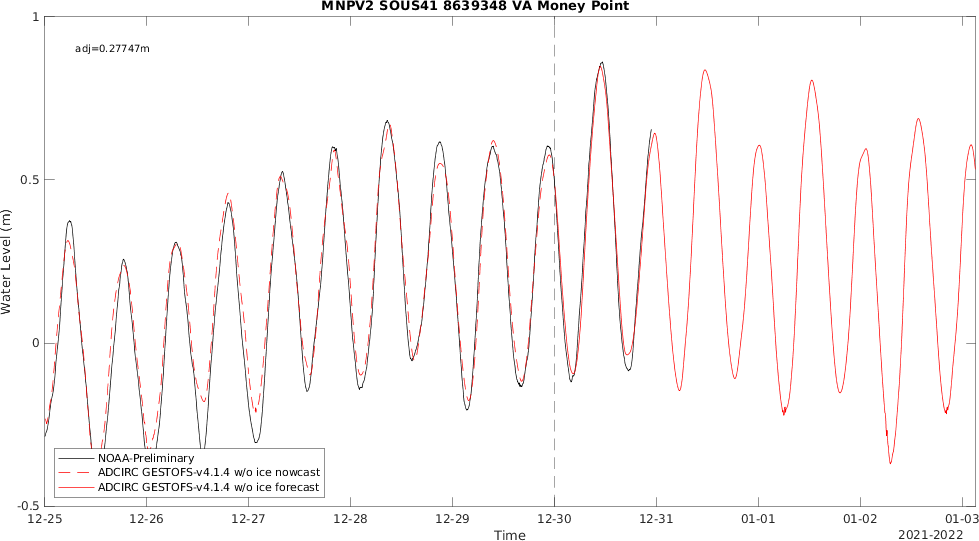 MNPV2 SOUS41 8639348 VA Money Point
adj=0.27747m
1
0.5
0
-0.5
Water Level (m)
NOAA-Preliminary
ADCIRC GESTOFS-v4.1.4 w/o ice nowcast
ADCIRC GESTOFS-v4.1.4 w/o ice forecast
12-25 12-26 12-27 12-28 12-29 12-30 12-31 01-01 01-02 01-03
Time
2021-2022